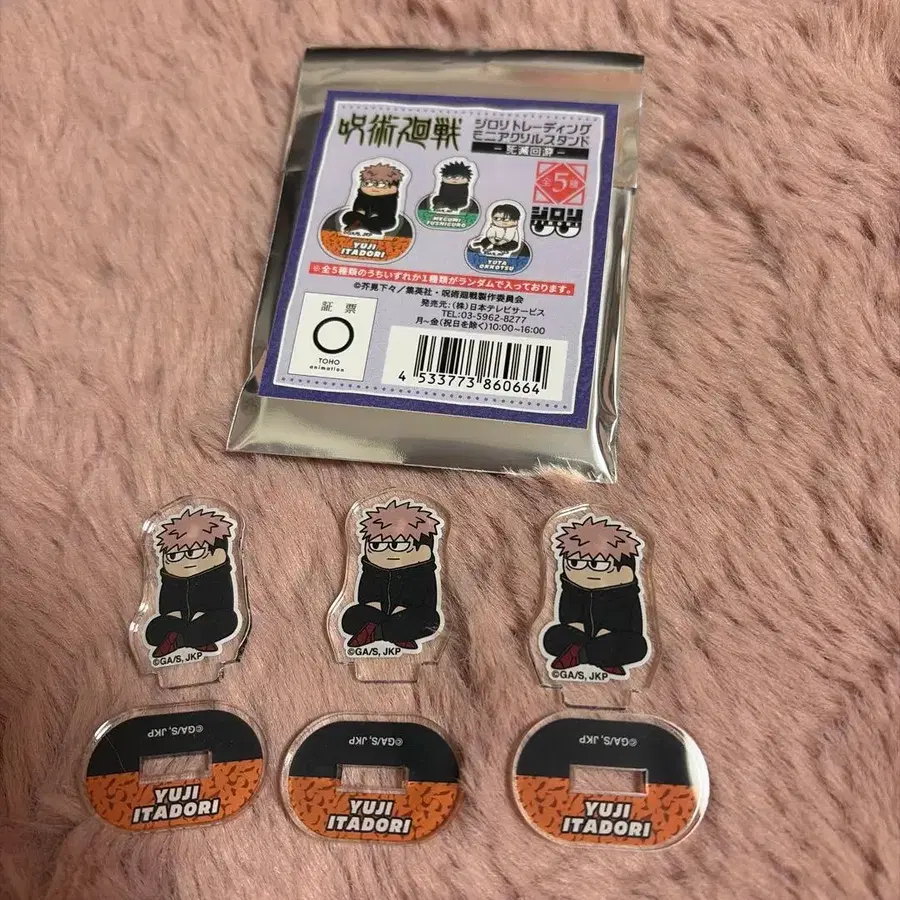 呪術廻戦
ジロリトレーディング
ミニアクリルスタンド
－死滅回游－
全5種
ジロリ
YUJI
ITADORI
MEGUMI
FUSHIGURO
YUTA
OKKOTSU
※全5種類のうちいずれか1種類がランダムで入っております。
©芥見下々／集英社・呪術廻戦製作委員会
発売元:(株)日本テレビサービス
TEL:03-5962-8277
月~金(祝日を除く)10:00~16:00
証票
TOHO
animation
4 533773 860664
©GA/S, JKP
©GA/S, JKP
©GA/S, JKP
©GA/S, JKP
YUJI
ITADORI
©GA/S, JKP
YUJI
ITADORI
©GA/S, JKP
YUJI
ITADORI